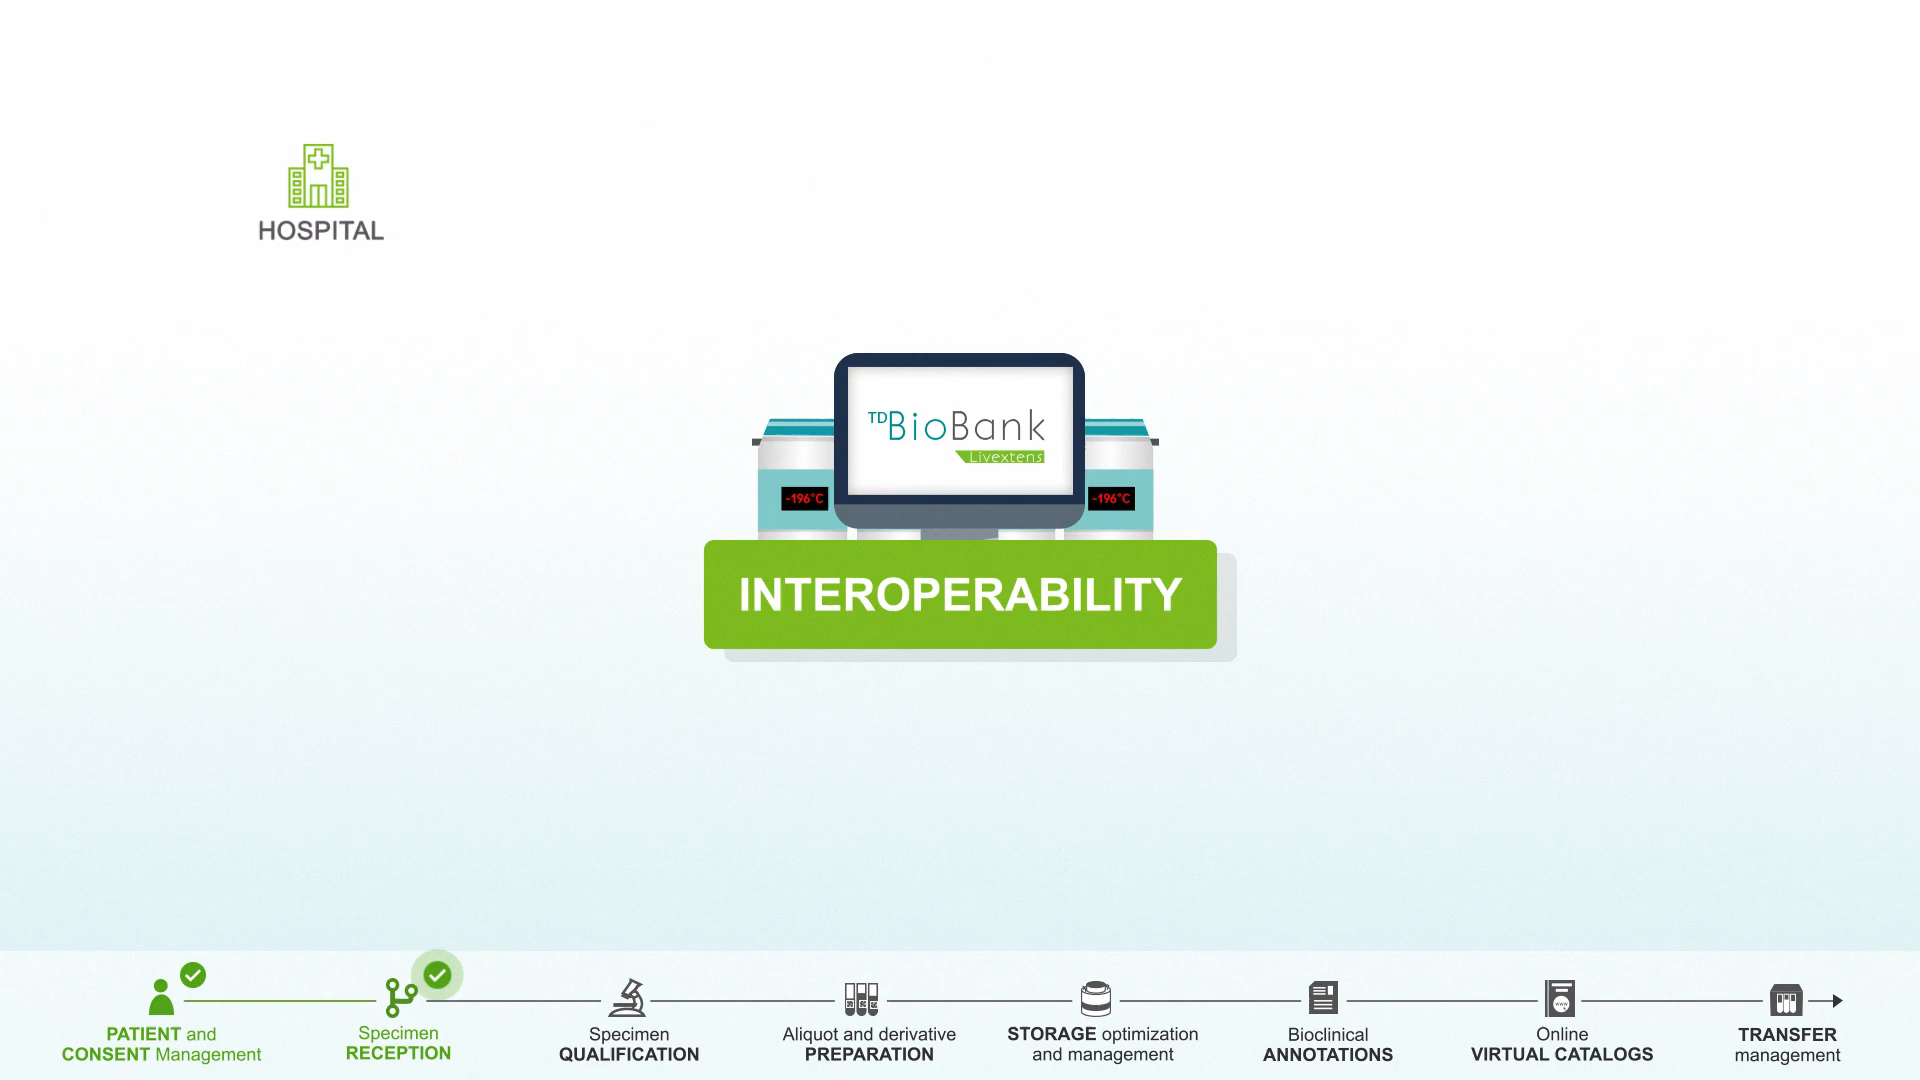 HOSPITAL
TDBioBank
Livextens
-196°C
-196°C
INTEROPERABILITY
PATIENT and
CONSENT Management
Specimen
RECEPTION
Specimen
QUALIFICATION
Aliquot and derivative
PREPARATION
STORAGE optimization
and management
Bioclinical
ANNOTATIONS
www
Online
VIRTUAL CATALOGS
TRANSFER
management